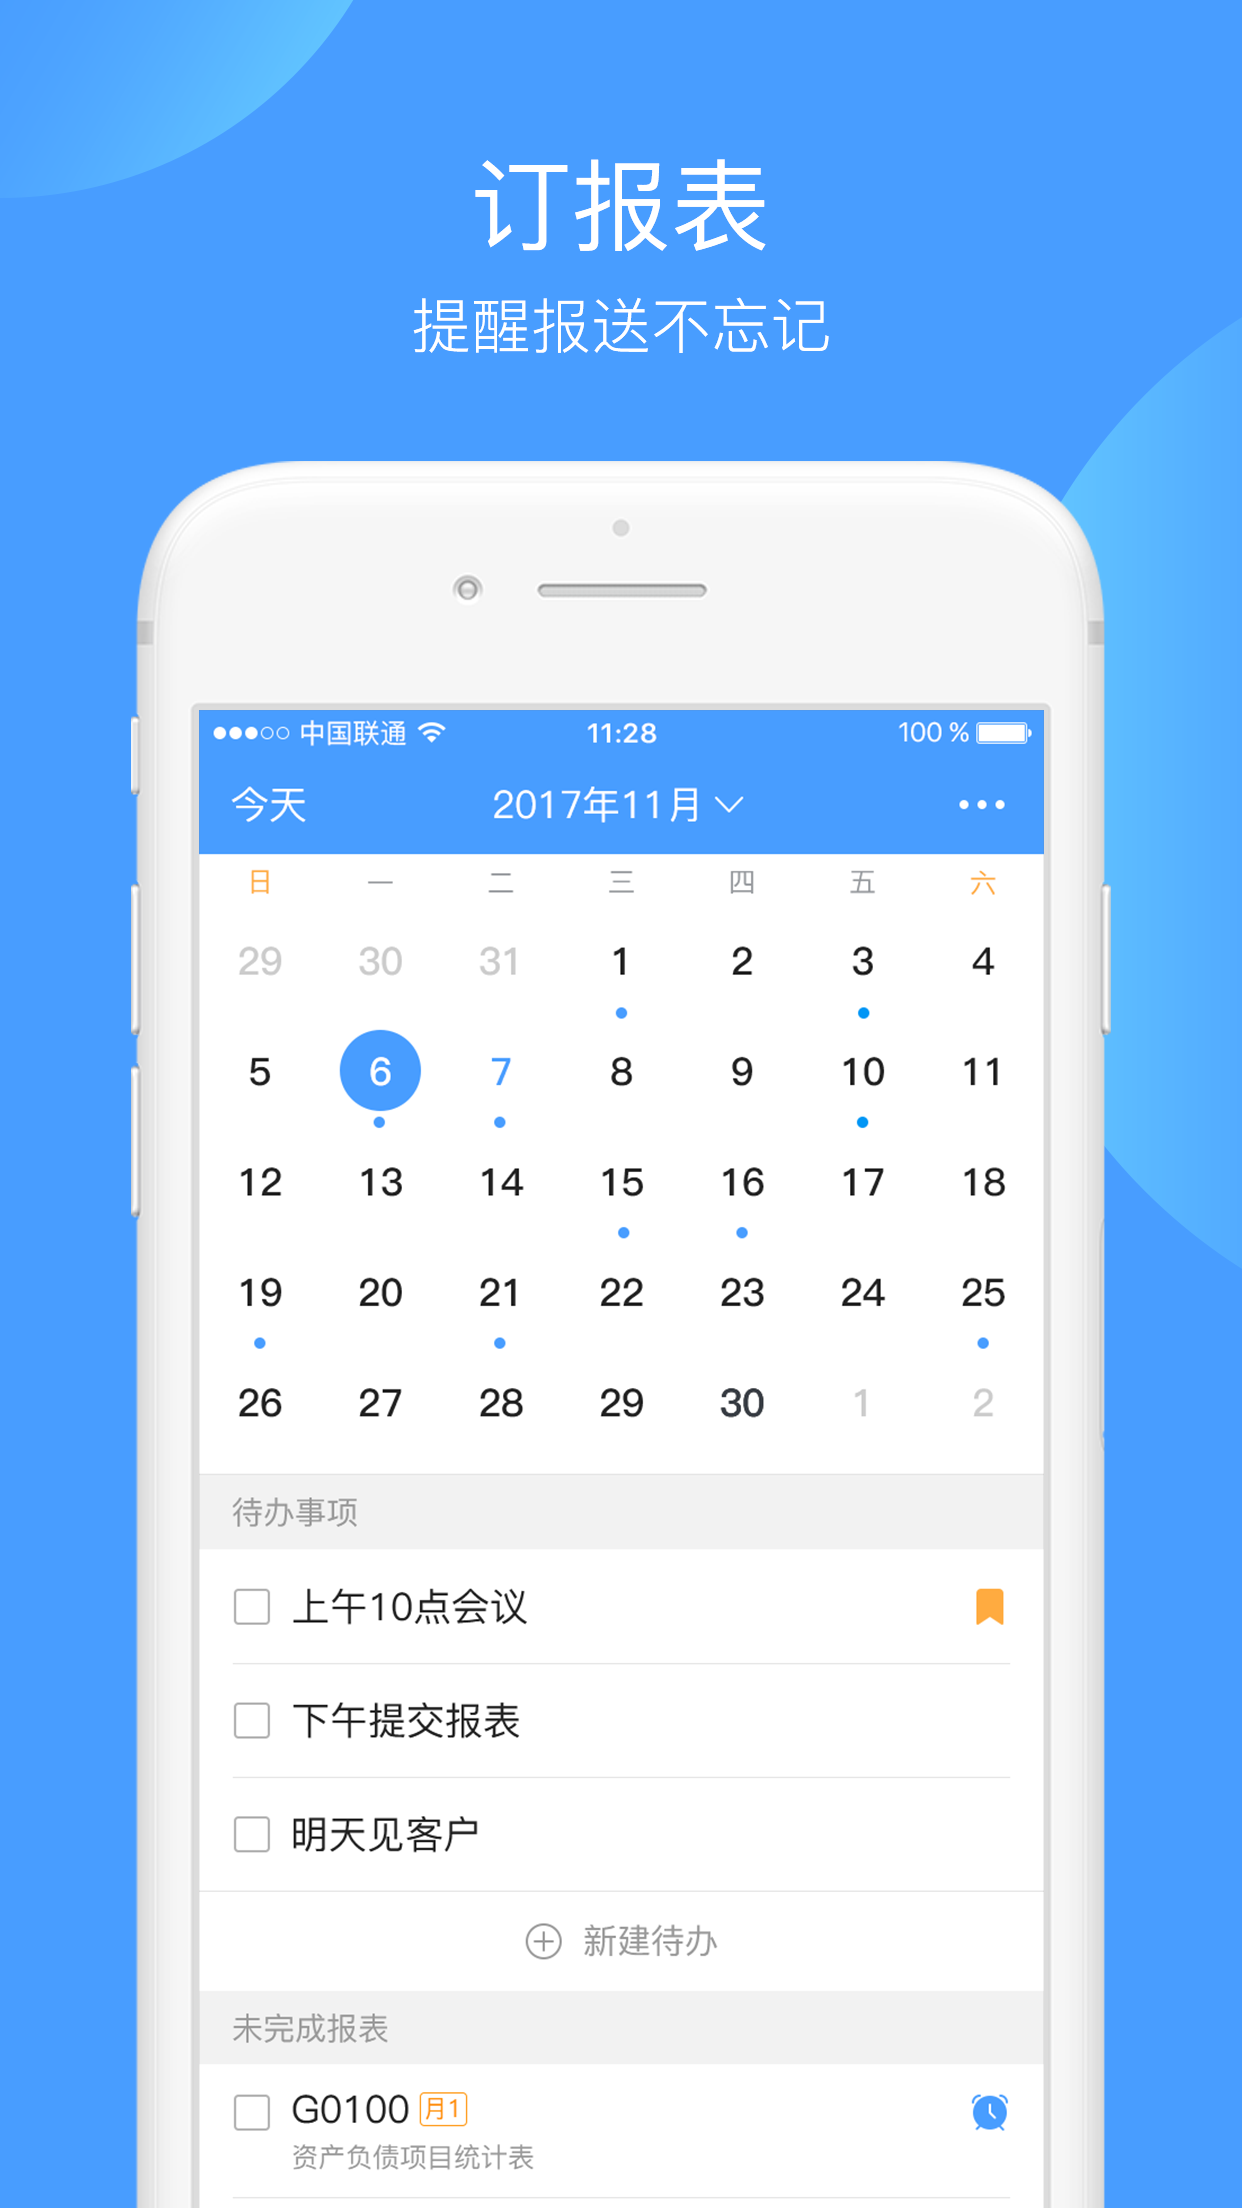 订报表
提醒报送不忘记
中国联通 11:28 100 %
今天 2017年11月
日 一 二 三 四 五 六
29 30 31 1 2 3 4
5 6 7 8 9 10 11
12 13 14 15 16 17 18
19 20 21 22 23 24 25
26 27 28 29 30 1 2
待办事项
上午10点会议
下午提交报表
明天见客户
新建待办
未完成报表
G0100 月1
资产负债项目统计表